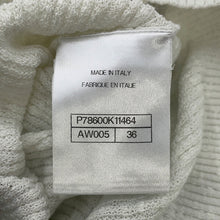 MADE IN ITALY
FABRIQUÉ EN ITALIE
P78600K11464
AW005 36